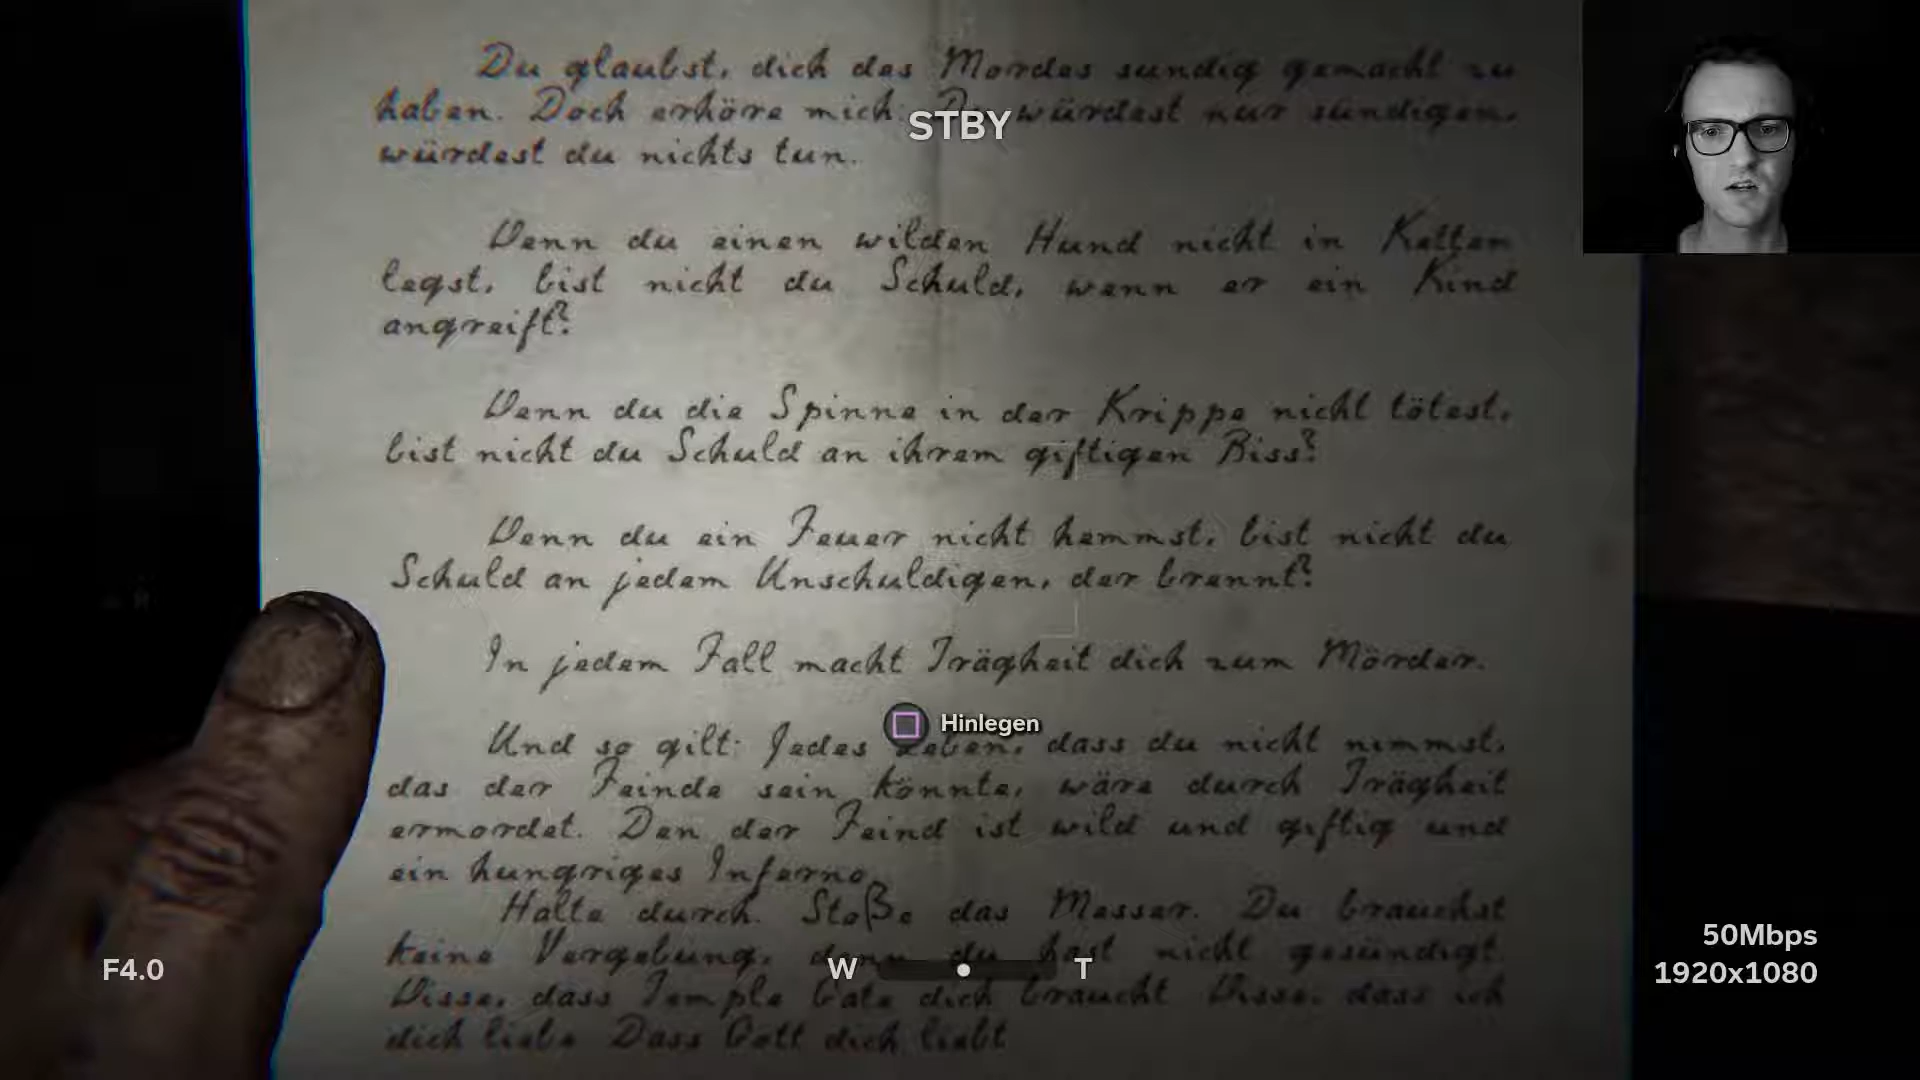 Du glaubst, dich des Mordes sündig gemacht zu
haben. Doch erhöre mich: Du würdest nur sündigen,
würdest du nichts tun.
STBY
Wenn du einen wilden Hund nicht in Ketten
legst, bist nicht du Schuld, wenn er ein Kind
angreift?
Wenn du die Spinne in der Krippe nicht tötest,
bist nicht du Schuld an ihrem giftigen Biss?
Wenn du ein Feuer nicht hemmst, bist nicht du
Schuld an jedem Unschuldigen, der brennt?
In jedem Fall macht Trägheit dich zum Mörder.
Hinlegen
Und so gilt: Jedes Leben, dass du nicht nimmst,
das der Feinde sein könnte, wäre durch Trägheit
ermordet. Den der Feind ist wild und giftig und
ein hungriges Inferno.
Halte durch. Stoße das Messer. Du brauchst
keine Vergebung, denn du hast nicht gesündigt.
Wisse, dass Temple Gate dich braucht. Wisse, dass ich
dich liebe. Dass Gott dich liebt
F4.0
W T
50Mbps
1920x1080